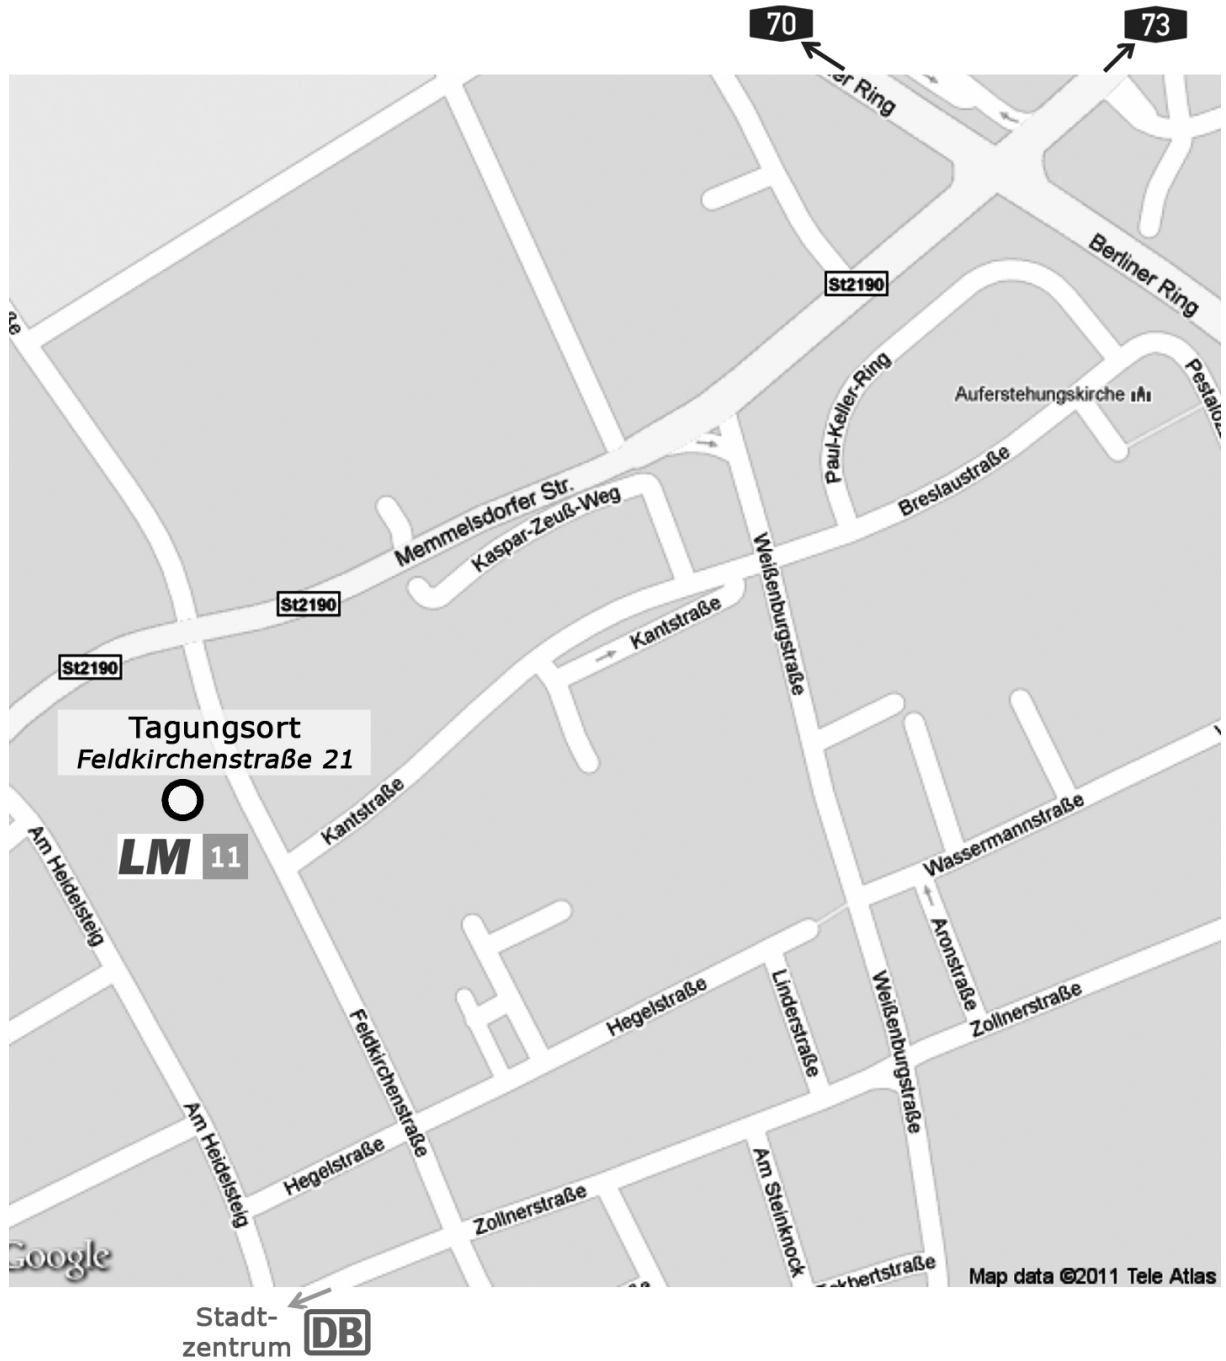 70
73
Ring
Berliner Ring
St2190
Paul-Keller-Ring
Auferstehungskirche
Breslaustraße
Memmelsdorfer Str.
Kaspar-Zeuß-Weg
Weißenburgstraße
St2190
Kantstraße
St2190
Tagungsort
Feldkirchenstraße 21
LM 11
Kantstraße
Am Heidelsteig
Wassermannstraße
Aronstraße
Hegelstraße
Linderstraße
Weißenburgstraße
Zollnerstraße
Feldkirchenstraße
Am Heidelsteig
Hegelstraße
Zollnerstraße
Am Steinknock
Google
Map data ©2011 Tele Atlas
Stadt-
zentrum DB